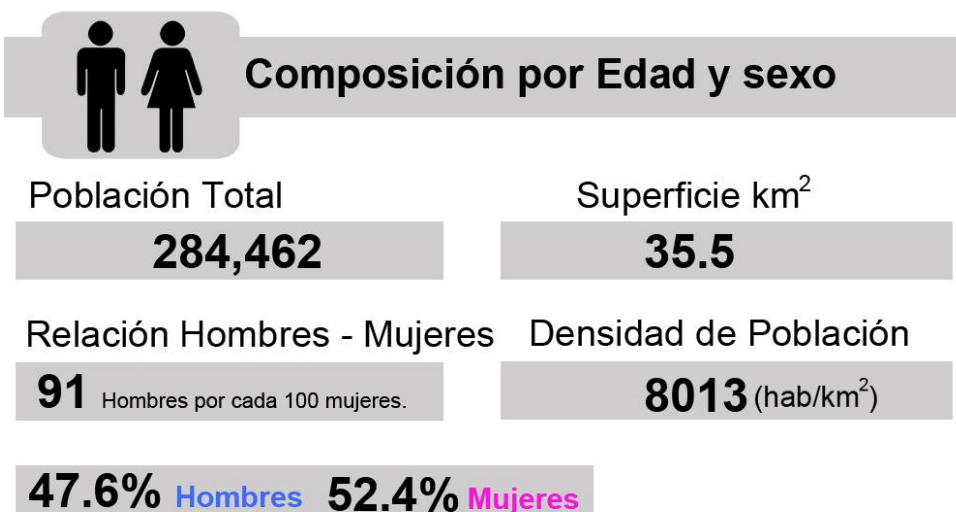 Composición por Edad y sexo
Población Total
284,462
Superficie km²
35.5
Relación Hombres - Mujeres
91 Hombres por cada 100 mujeres.
Densidad de Población
8013 (hab/km²)
47.6% Hombres 52.4% Mujeres